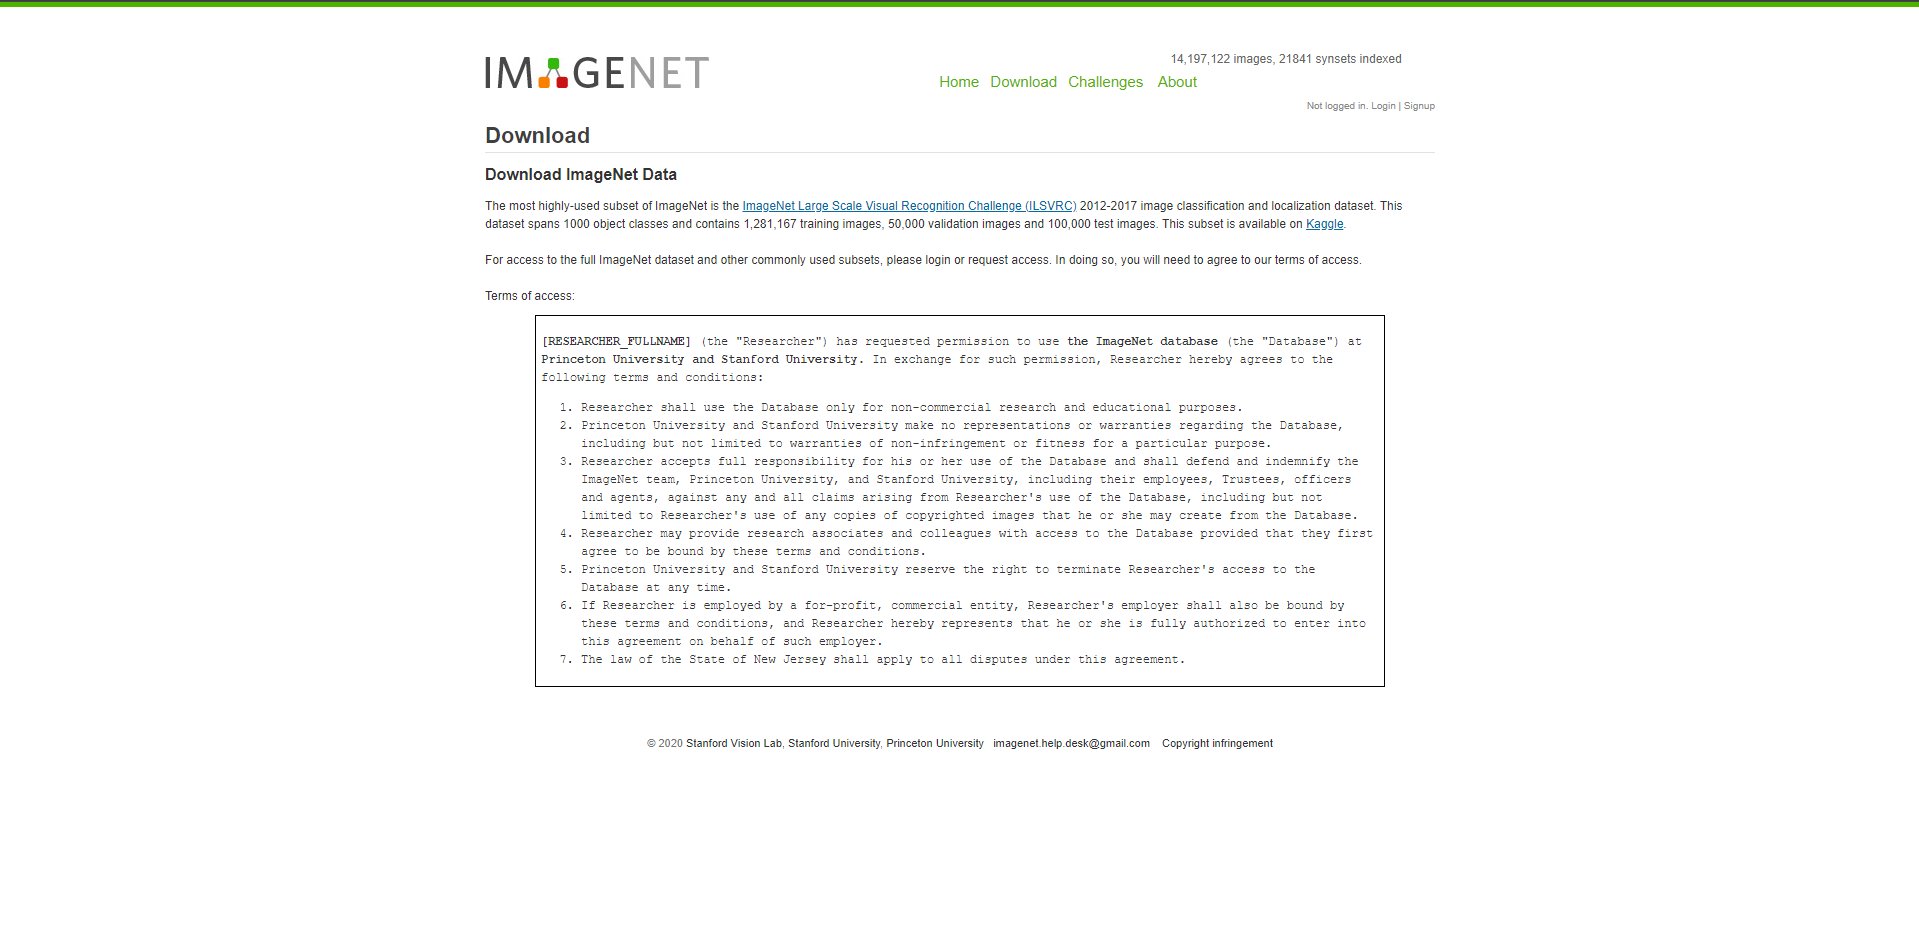 IMAGENET
14,197,122 images, 21841 synsets indexed
Home Download Challenges About
Not logged in. Login | Signup
Download
Download ImageNet Data
The most highly-used subset of ImageNet is the ImageNet Large Scale Visual Recognition Challenge (ILSVRC) 2012-2017 image classification and localization dataset. This
dataset spans 1000 object classes and contains 1,281,167 training images, 50,000 validation images and 100,000 test images. This subset is available on Kaggle.
For access to the full ImageNet dataset and other commonly used subsets, please login or request access. In doing so, you will need to agree to our terms of access.
Terms of access:
[RESEARCHER_FULLNAME] (the "Researcher") has requested permission to use the ImageNet database (the "Database") at
Princeton University and Stanford University. In exchange for such permission, Researcher hereby agrees to the
following terms and conditions:
1. Researcher shall use the Database only for non-commercial research and educational purposes.
2. Princeton University and Stanford University make no representations or warranties regarding the Database,
including but not limited to warranties of non-infringement or fitness for a particular purpose.
3. Researcher accepts full responsibility for his or her use of the Database and shall defend and indemnify the
ImageNet team, Princeton University, and Stanford University, including their employees, Trustees, officers
and agents, against any and all claims arising from Researcher's use of the Database, including but not
limited to Researcher's use of any copies of copyrighted images that he or she may create from the Database.
4. Researcher may provide research associates and colleagues with access to the Database provided that they first
agree to be bound by these terms and conditions.
5. Princeton University and Stanford University reserve the right to terminate Researcher's access to the
Database at any time.
6. If Researcher is employed by a for-profit, commercial entity, Researcher's employer shall also be bound by
these terms and conditions, and Researcher hereby represents that he or she is fully authorized to enter into
this agreement on behalf of such employer.
7. The law of the State of New Jersey shall apply to all disputes under this agreement.
© 2020 Stanford Vision Lab, Stanford University, Princeton University imagenet.help.desk@gmail.com Copyright infringement